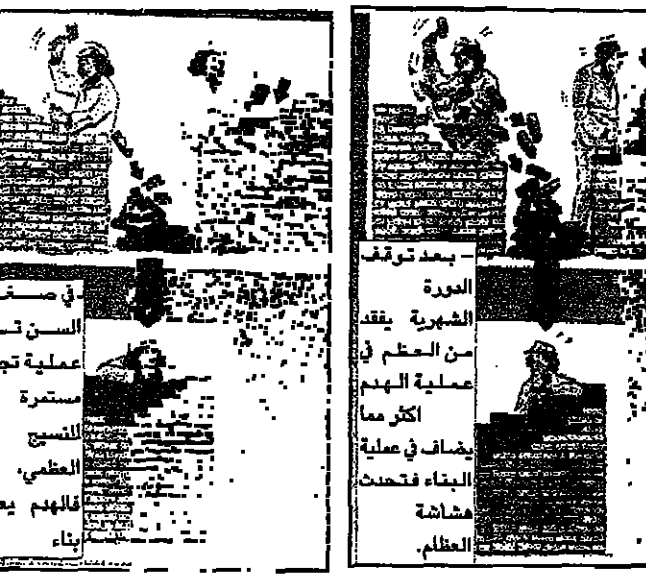 - بعد توقف
الدورة
الشهرية يفقد
من العظم في
عملية الهدم
اكثر مما
يضاف في عملية
البناء فتحدث
هشاشة
العظام.
في
السن
عملية
مستمرة
للنسيج
العظمي.
فالهدم
بناء